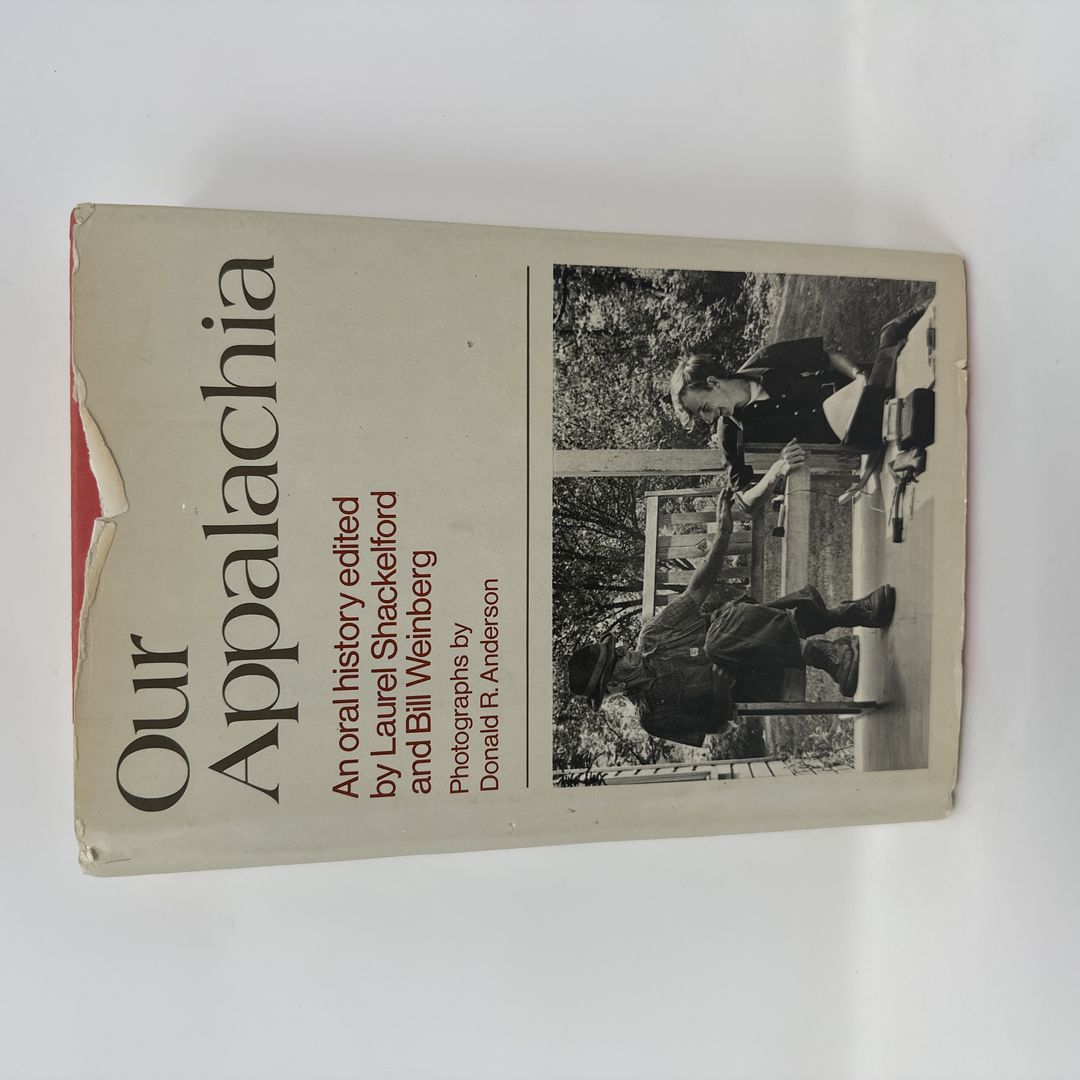 Our
Appalachia
An oral history edited
by Laurel Shackelford
and Bill Weinberg
Photographs by
Donald R. Anderson